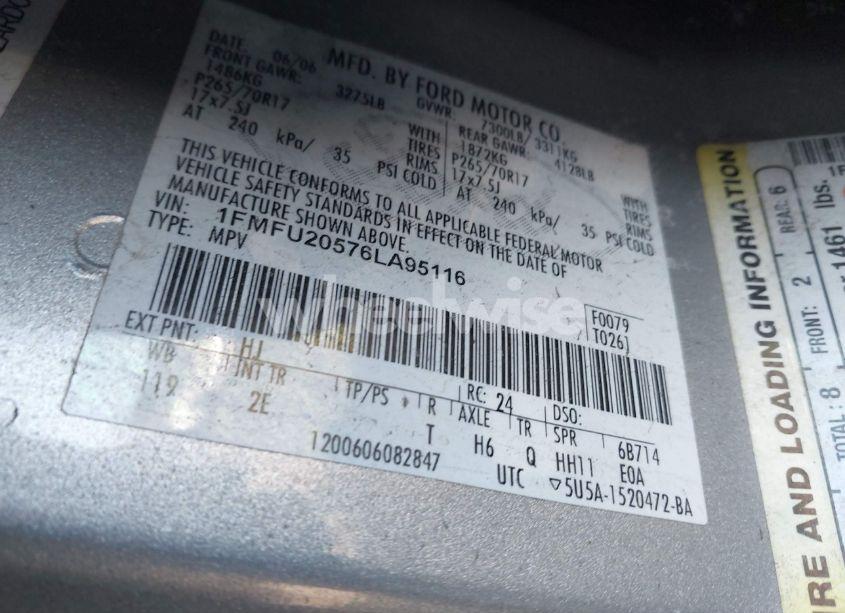 MFD. BY FORD MOTOR CO.
DATE: 06/06 GVWR: 7300LB/ 3311KG
FRONT GAWR: 3275LB REAR GAWR: 4128LB
1486KG WITH 1872KG WITH
P265/70R17 TIRES P265/70R17 TIRES
17x7.5J RIMS 17x7.5J RIMS
AT 240 kPa/ 35 PSI COLD AT 240 kPa/ 35 PSI COLD
THIS VEHICLE CONFORMS TO ALL APPLICABLE FEDERAL MOTOR
VEHICLE SAFETY STANDARDS IN EFFECT ON THE DATE OF
MANUFACTURE SHOWN ABOVE.
VIN: 1FMFU20576LA95116
TYPE: MPV
F0079
T026J
EXT PNT: HJ RC: 24 DSO:
WB INT TR TP/PS R AXLE TR SPR 6B714
119 2E T H6 Q HH11 E0A
1200606082847 UTC ▽5U5A-1520472-BA
wheelwise
RE AND LOADING INFORMATION
TOTAL: 8 FRONT: 2 REAR: 6
1461 lbs.
1F